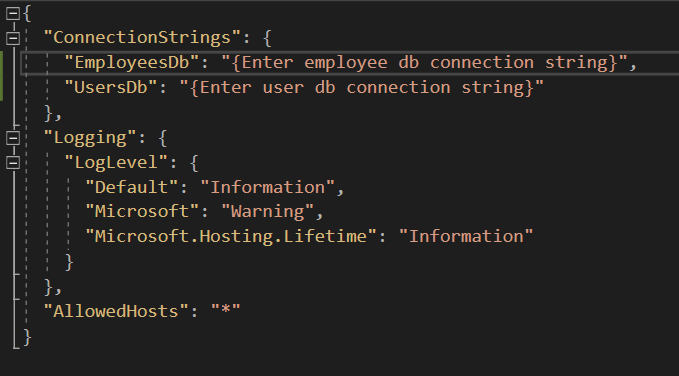 {
"ConnectionStrings": {
"EmployeesDb": "{Enter employee db connection string}",
"UsersDb": "{Enter user db connection string}"
},
"Logging": {
"LogLevel": {
"Default": "Information",
"Microsoft": "Warning",
"Microsoft.Hosting.Lifetime": "Information"
}
},
"AllowedHosts": "*"
}